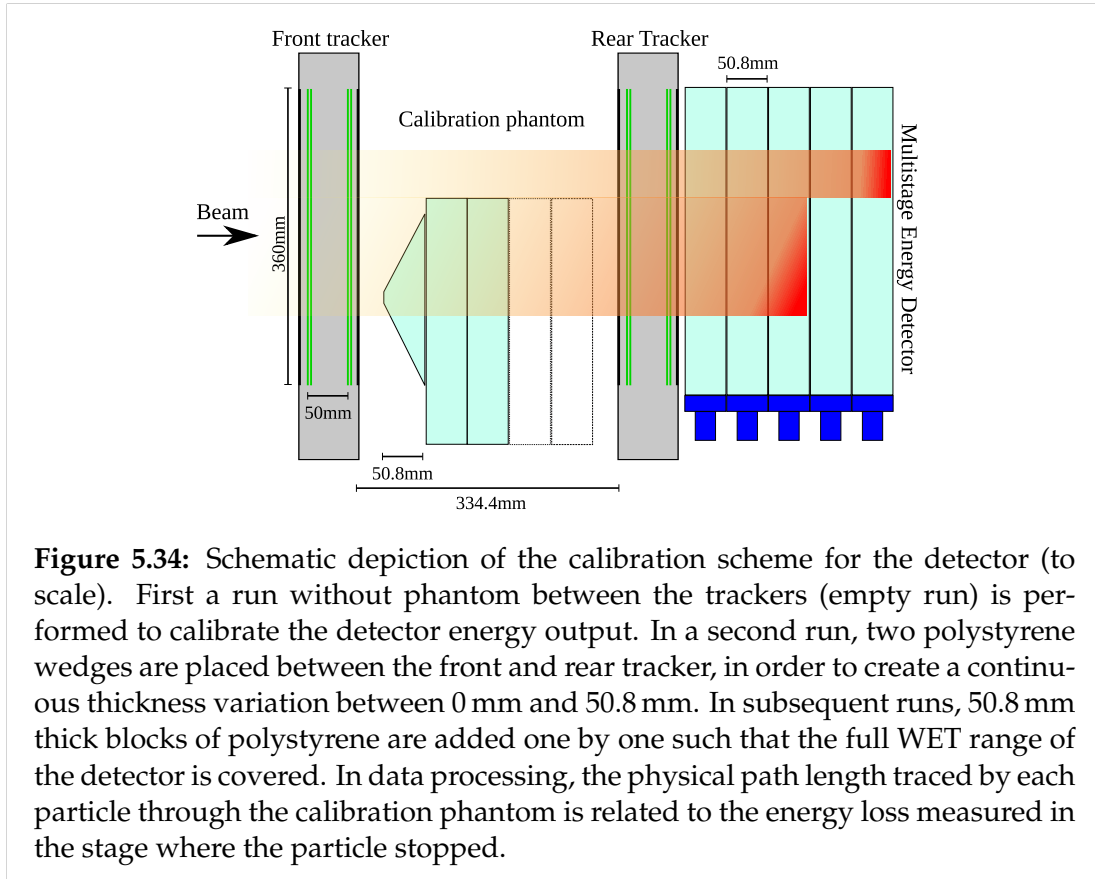 Front tracker
Rear Tracker
50.8mm
Calibration phantom
Multistage Energy Detector
Beam
360mm
50mm
50.8mm
334.4mm
Figure 5.34: Schematic depiction of the calibration scheme for the detector (to
scale). First a run without phantom between the trackers (empty run) is per-
formed to calibrate the detector energy output. In a second run, two polystyrene
wedges are placed between the front and rear tracker, in order to create a continu-
ous thickness variation between 0 mm and 50.8 mm. In subsequent runs, 50.8 mm
thick blocks of polystyrene are added one by one such that the full WET range of
the detector is covered. In data processing, the physical path length traced by each
particle through the calibration phantom is related to the energy loss measured in
the stage where the particle stopped.